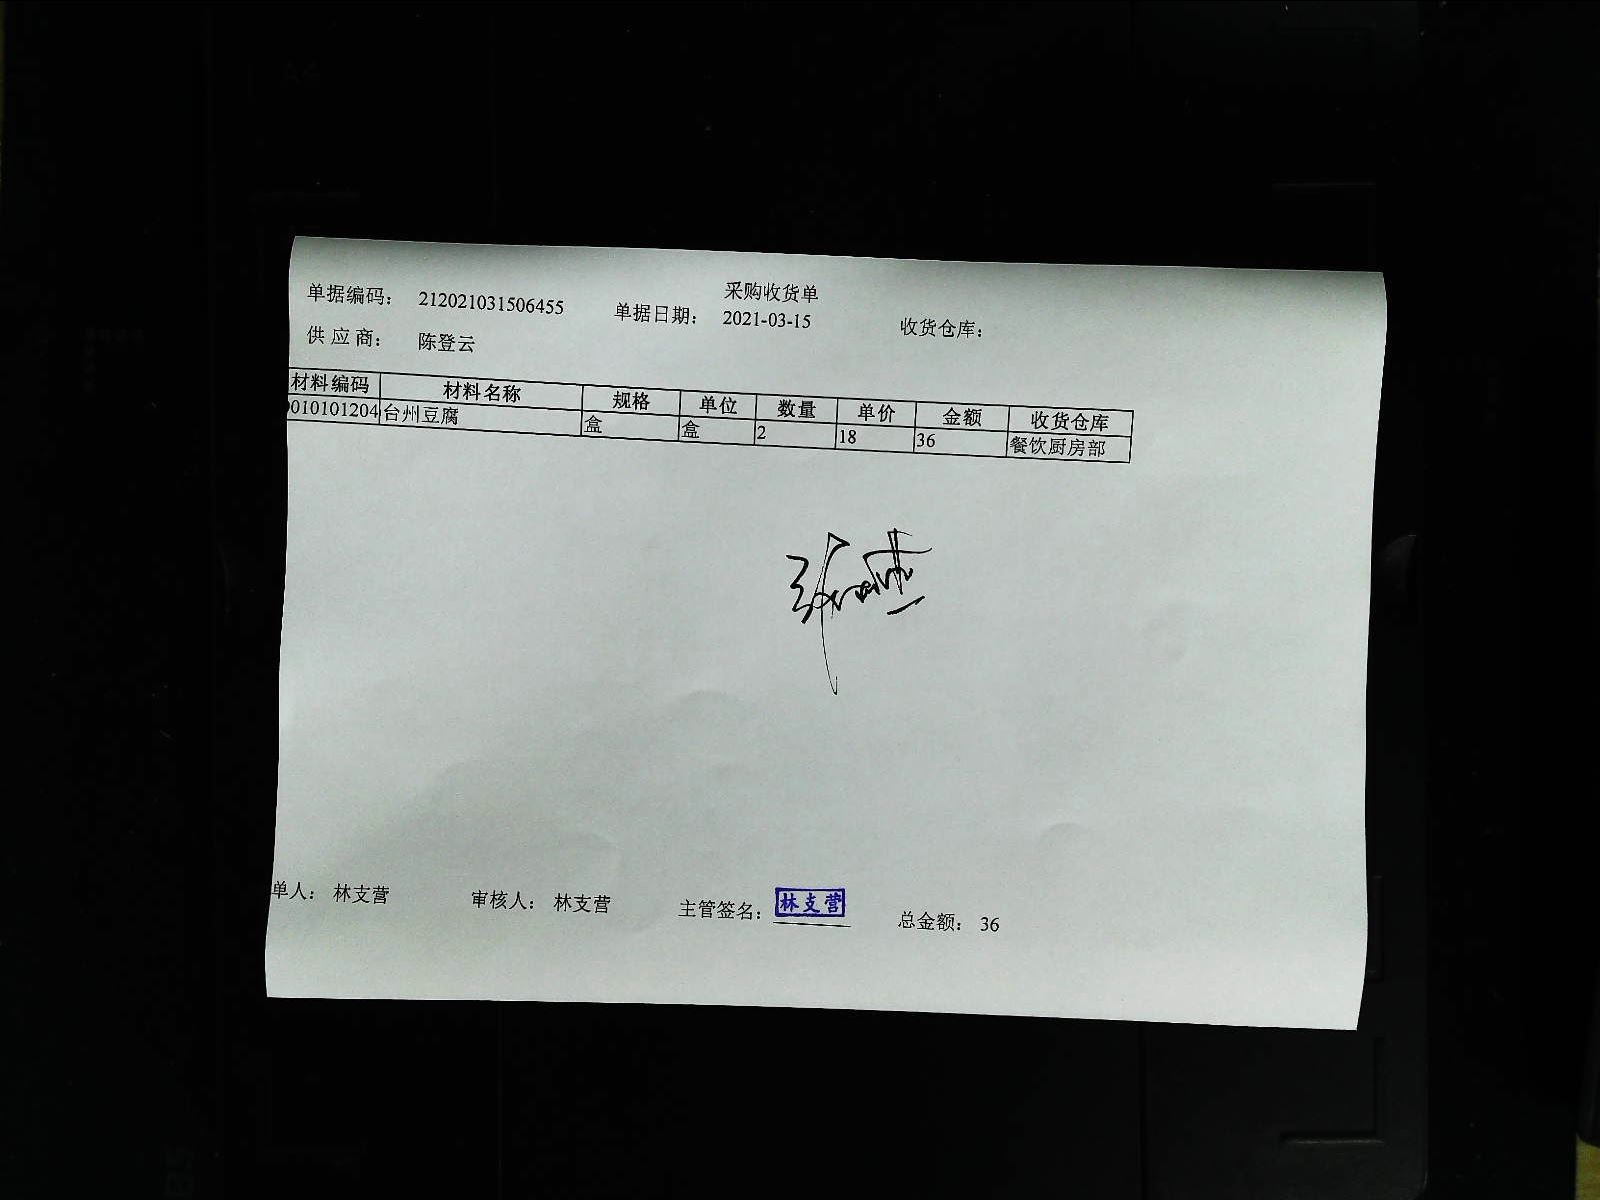 采购收货单
单据编码： 212021031506455 单据日期： 2021-03-15 收货仓库：
供应商： 陈登云
材料编码 材料名称 规格 单位 数量 单价 金额 收货仓库
010101204 台州豆腐 盒 盒 2 18 36 餐饮厨房部
单人： 林支营 审核人： 林支营 主管签名： 林支营 总金额： 36